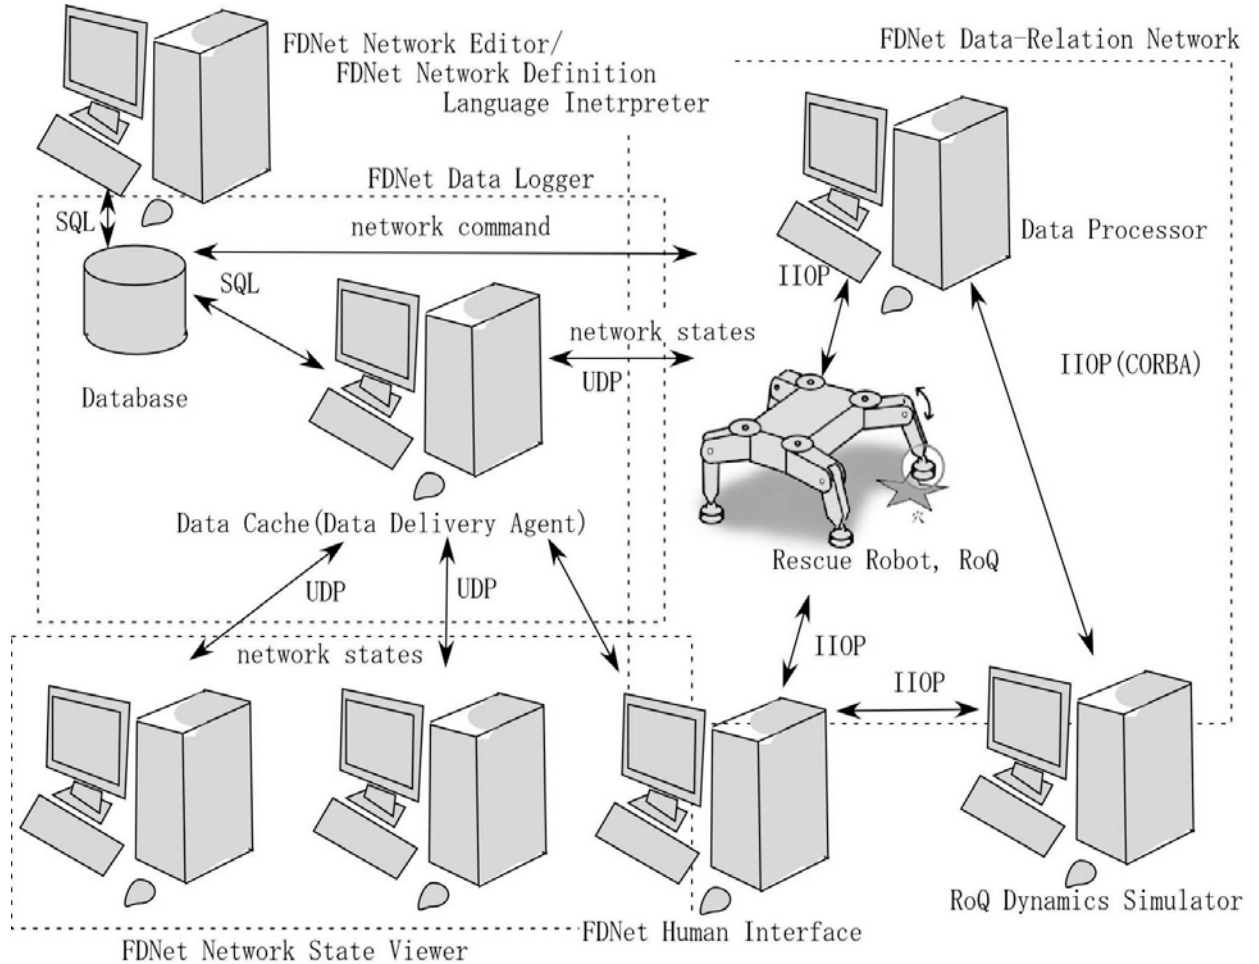 FDNet Network Editor/
FDNet Network Definition
Language Inetrpreter
FDNet Data-Relation Network
FDNet Data Logger
SQL
network command
Data Processor
IIOP
SQL
network states
UDP
IIOP(CORBA)
Database
穴
Data Cache(Data Delivery Agent)
Rescue Robot, RoQ
UDP
UDP
IIOP
network states
IIOP
RoQ Dynamics Simulator
FDNet Human Interface
FDNet Network State Viewer